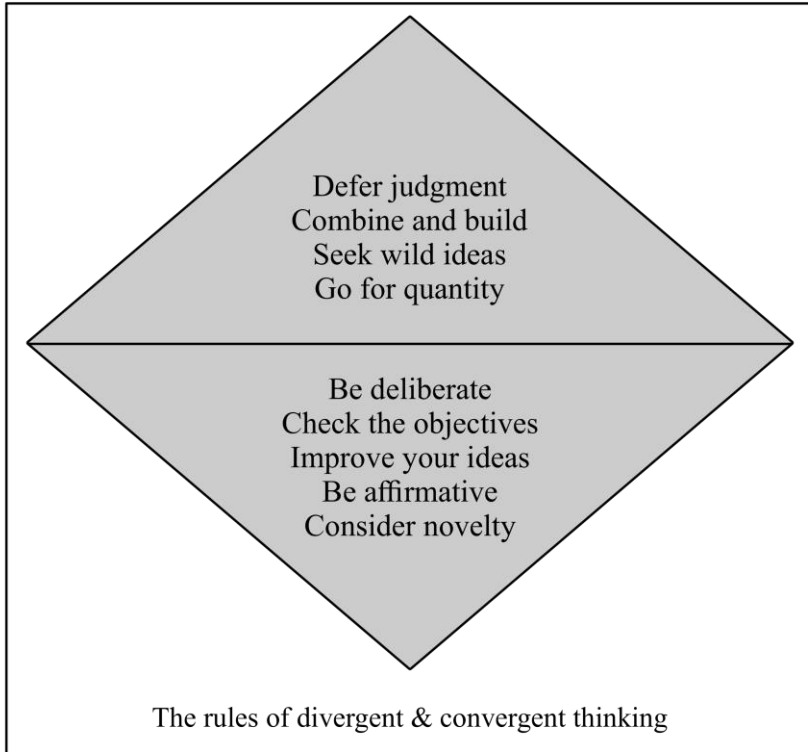 Defer judgment
Combine and build
Seek wild ideas
Go for quantity
Be deliberate
Check the objectives
Improve your ideas
Be affirmative
Consider novelty
The rules of divergent & convergent thinking